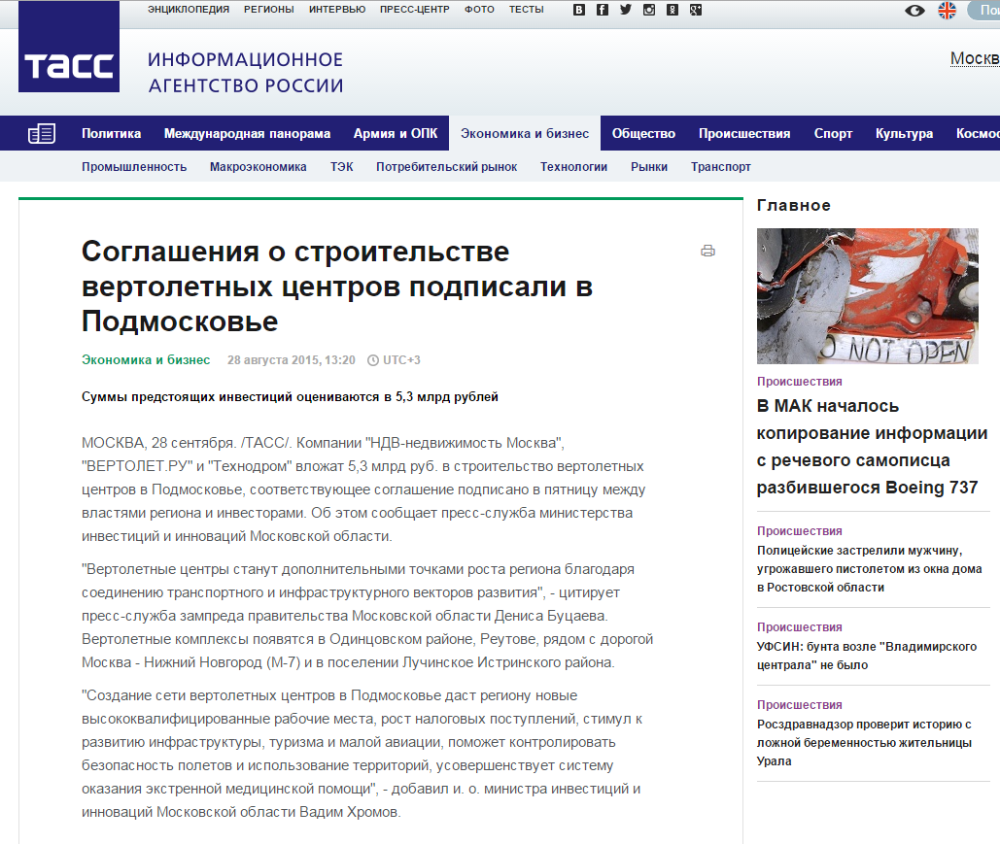 ЭНЦИКЛОПЕДИЯ РЕГИОНЫ ИНТЕРВЬЮ ПРЕСС-ЦЕНТР ФОТО ТЕСТЫ
ТАСС
ИНФОРМАЦИОННОЕ
АГЕНТСТВО РОССИИ
Политика Международная панорама Армия и ОПК Экономика и бизнес Общество Происшествия Спорт Культура
Промышленность Макроэкономика ТЭК Потребительский рынок Технологии Рынки Транспорт
Соглашения о строительстве
вертолетных центров подписали в
Подмосковье
Экономика и бизнес 28 августа 2015, 13:20 UTC+3
Суммы предстоящих инвестиций оцениваются в 5,3 млрд рублей
МОСКВА, 28 сентября. /ТАСС/. Компании "НДВ-недвижимость Москва",
"ВЕРТОЛЕТ.РУ" и "Технодром" вложат 5,3 млрд руб. в строительство вертолетных
центров в Подмосковье, соответствующее соглашение подписано в пятницу между
властями региона и инвесторами. Об этом сообщает пресс-служба министерства
инвестиций и инноваций Московской области.
"Вертолетные центры станут дополнительными точками роста региона благодаря
соединению транспортного и инфраструктурного векторов развития", - цитирует
пресс-служба зампреда правительства Московской области Дениса Буцаева.
Вертолетные комплексы появятся в Одинцовском районе, Реутове, рядом с дорогой
Москва - Нижний Новгород (М-7) и в поселении Лучинское Истринского района.
"Создание сети вертолетных центров в Подмосковье даст региону новые
высококвалифицированные рабочие места, рост налоговых поступлений, стимул к
развитию инфраструктуры, туризма и малой авиации, поможет контролировать
безопасность полетов и использование территорий, усовершенствует систему
оказания экстренной медицинской помощи", - добавил и. о. министра инвестиций и
инноваций Московской области Вадим Хромов.
Главное
NOT OPEN
Происшествия
В МАК началось
копирование информации
с речевого самописца
разбившегося Boeing 737
Происшествия
Полицейские застрелили мужчину,
угрожавшего пистолетом из окна дома
в Ростовской области
Происшествия
УФСИН: бунта возле "Владимирского
централа" не было
Происшествия
Росздравнадзор проверит историю с
ложной беременностью жительницы
Урала